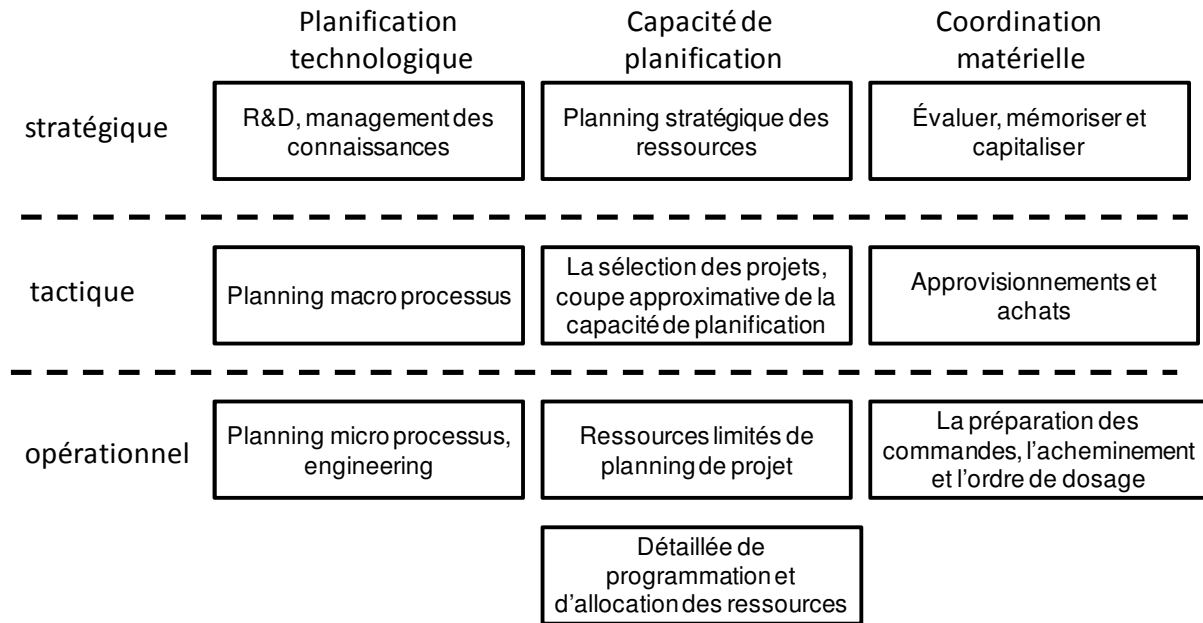 Planification
technologique
Capacité de
planification
Coordination
matérielle
stratégique
R&D, management des
connaissances
Planning stratégique des
ressources
Évaluer, mémoriser et
capitaliser
tactique
Planning macro processus
La sélection des projets,
coupe approximative de la
capacité de planification
Approvisionnements et
achats
opérationnel
Planning micro processus,
engineering
Ressources limités de
planning de projet
La préparation des
commandes, l'acheminement
et l'ordre de dosage
Détaillée de
programmation et
d'allocation des ressources